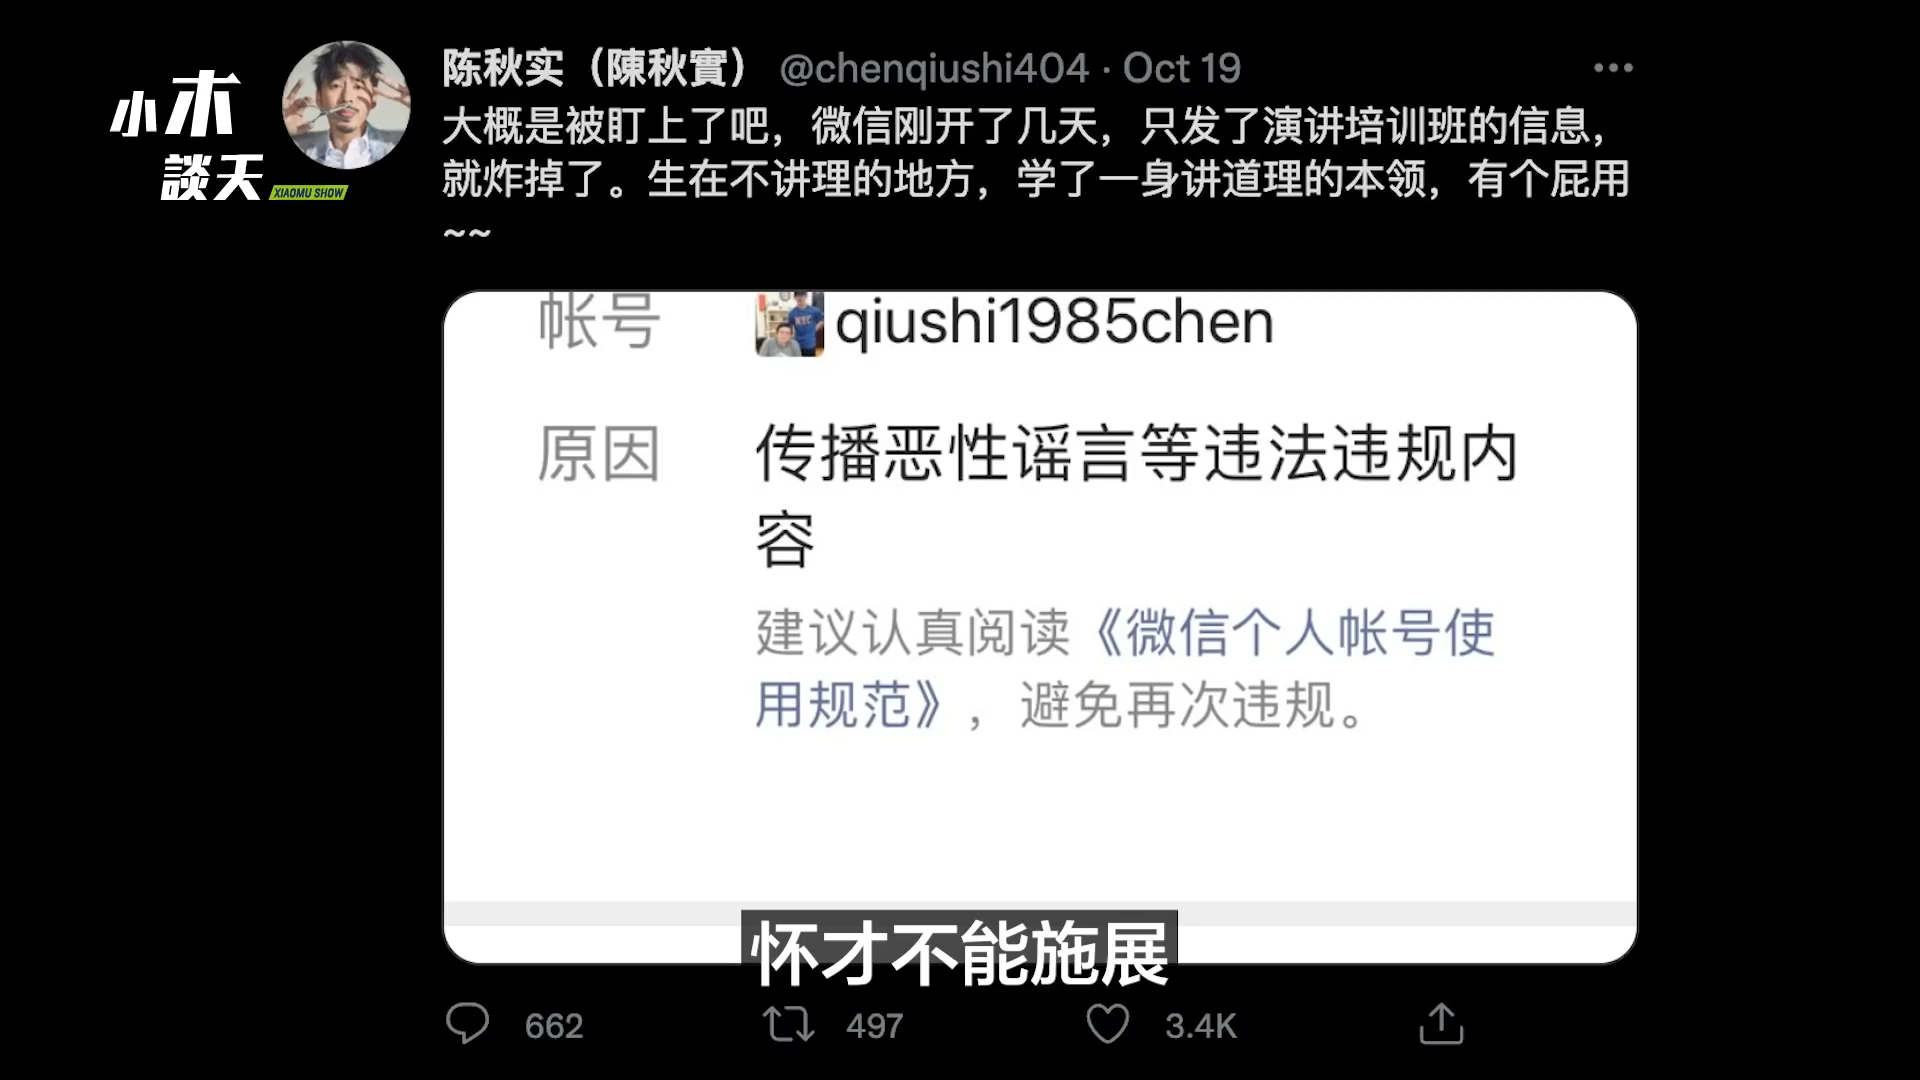 小木
談天
XIAOMU SHOW
陈秋实（陳秋實） @chenqiushi404 · Oct 19
大概是被盯上了吧，微信刚开了几天，只发了演讲培训班的信息，
就炸掉了。生在不讲理的地方，学了一身讲道理的本领，有个屁用
~~
帐号 qiushi1985chen
原因 传播恶性谣言等违法违规内
容
建议认真阅读《微信个人帐号使
用规范》，避免再次违规。
怀才不能施展
662 497 3.4K